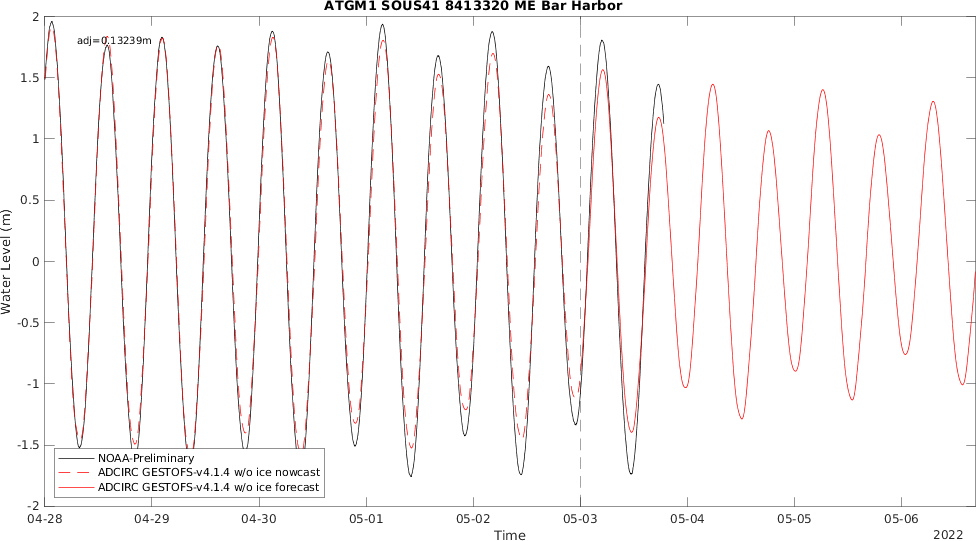 ATGM1 SOUS41 8413320 ME Bar Harbor
adj=0.13239m
Water Level (m)
2
1.5
1
0.5
0
-0.5
-1
-1.5
-2
NOAA-Preliminary
ADCIRC GESTOFS-v4.1.4 w/o ice nowcast
ADCIRC GESTOFS-v4.1.4 w/o ice forecast
04-28 04-29 04-30 05-01 05-02 05-03 05-04 05-05 05-06
Time
2022